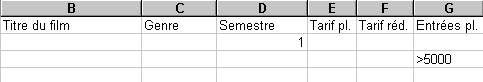 B C D E F G
Titre du film Genre Semestre Tarif pl. Tarif réd. Entrées pl.
1
>5000